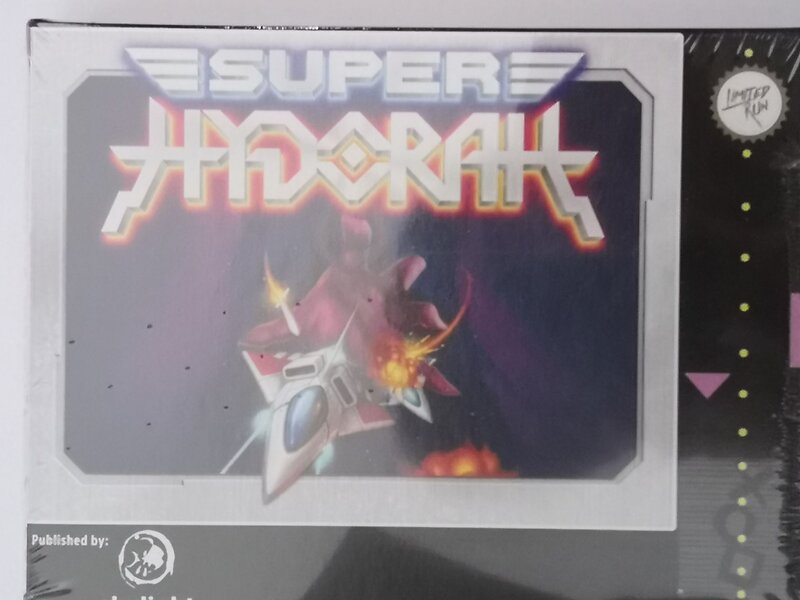 SUPER
HYDORAH
LIMITED
RUN
Published by: